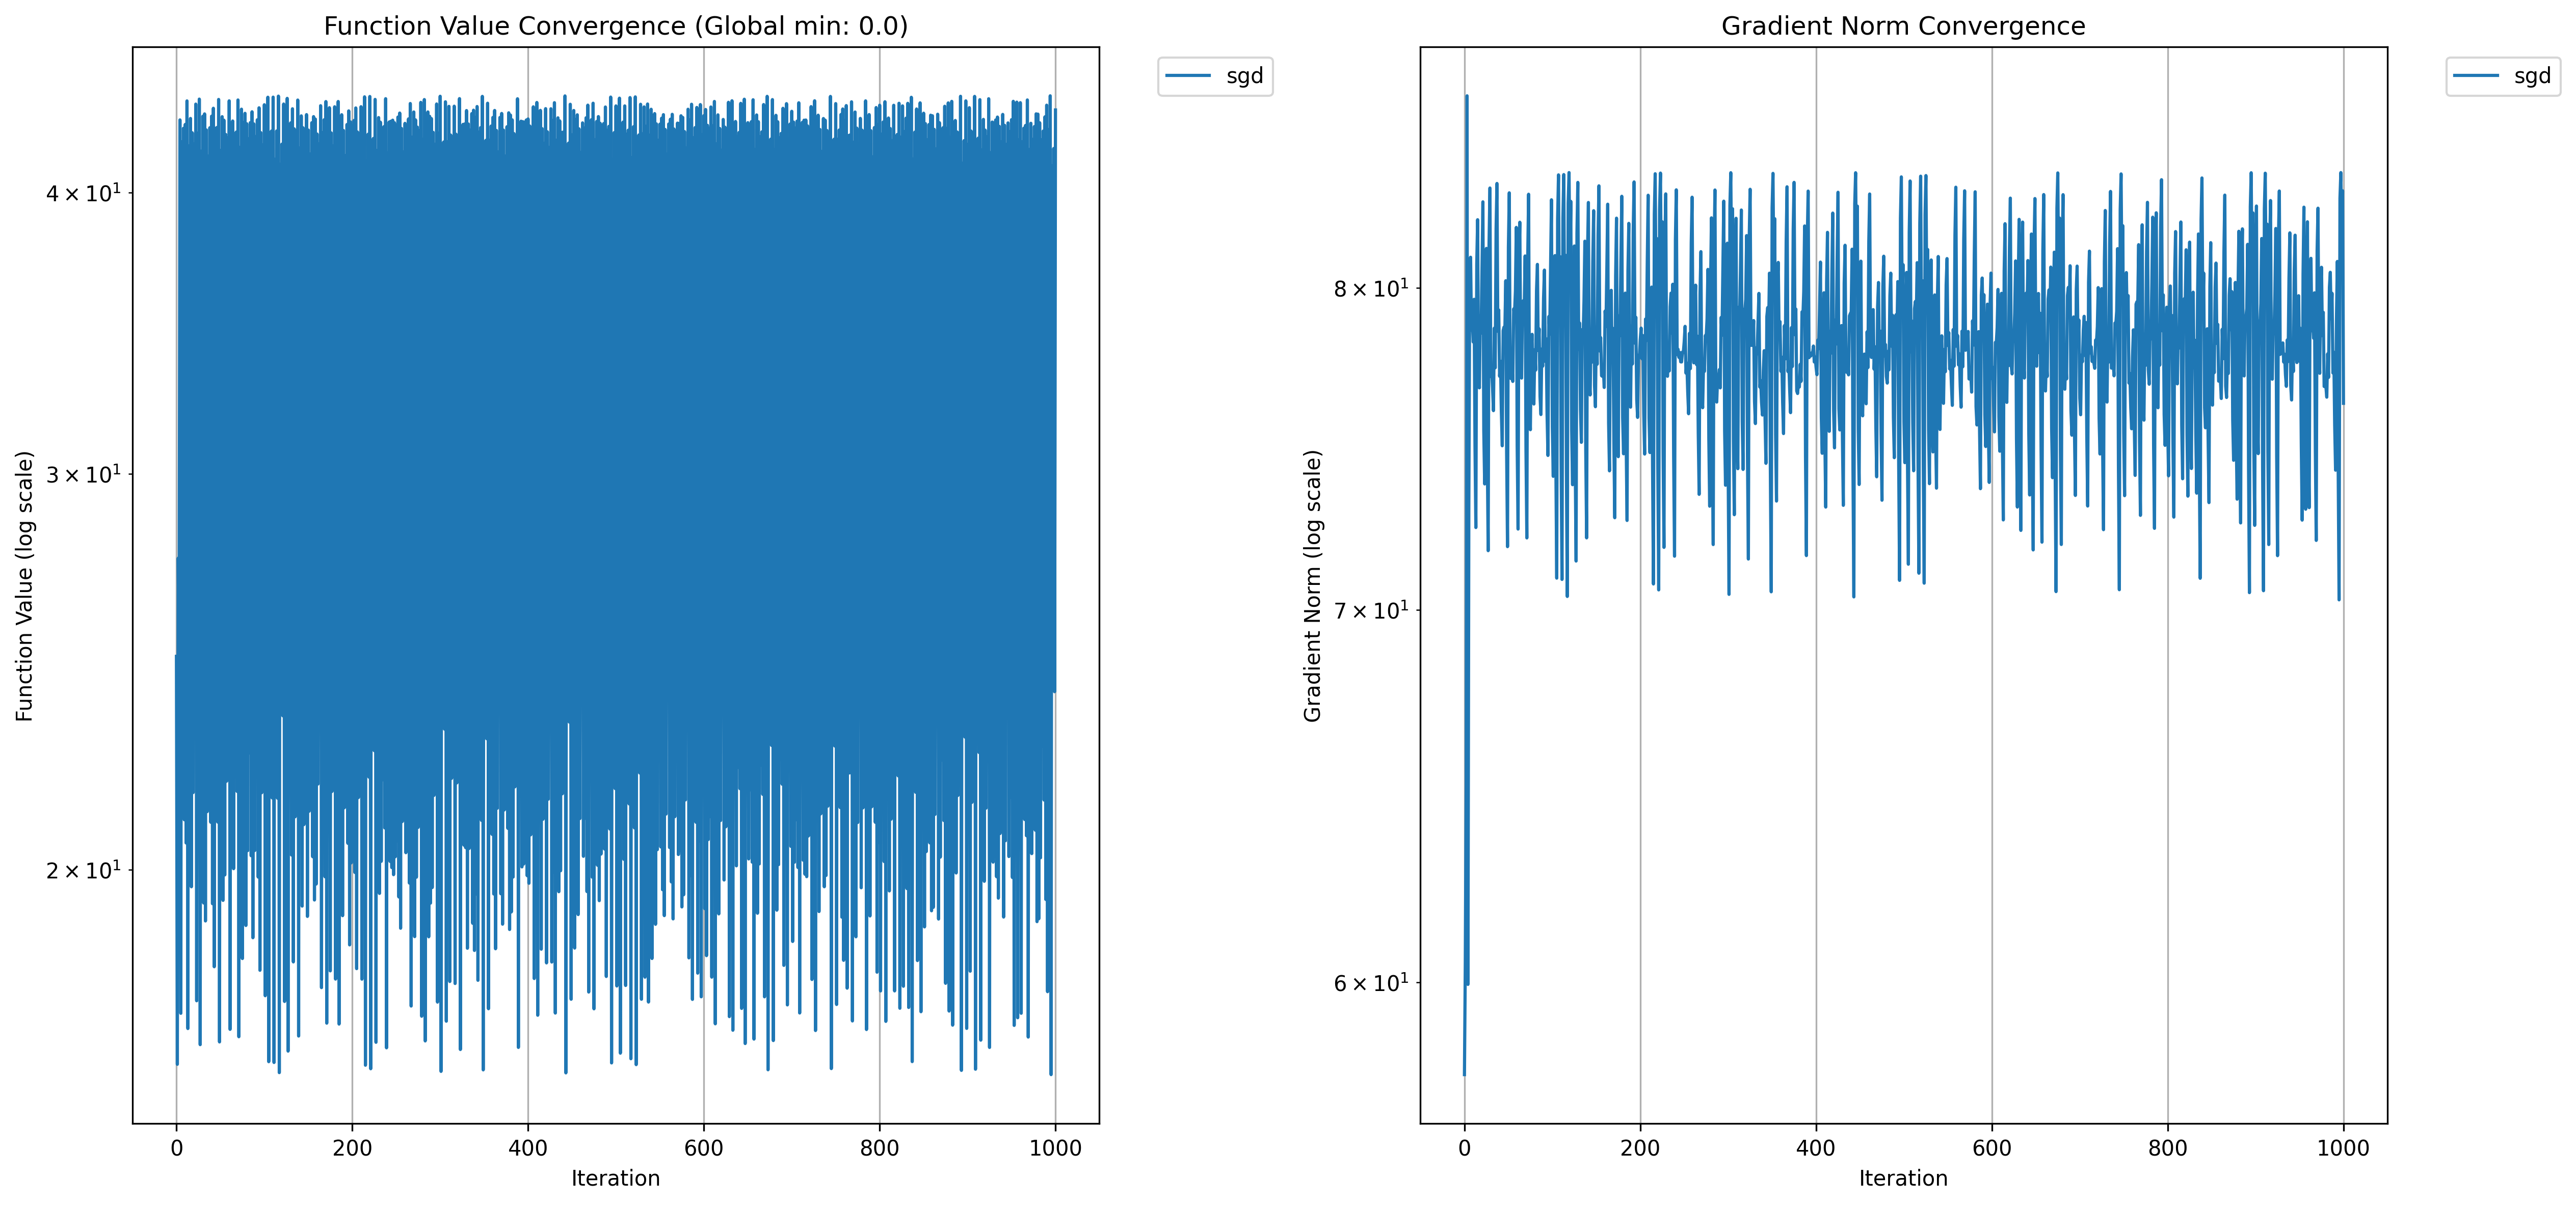 Function Value Convergence (Global min: 0.0)
sgd
4 × 10¹
3 × 10¹
2 × 10¹
Function Value (log scale)
0 200 400 600 800 1000
Iteration
Gradient Norm Convergence
sgd
8 × 10¹
7 × 10¹
6 × 10¹
Gradient Norm (log scale)
0 200 400 600 800 1000
Iteration